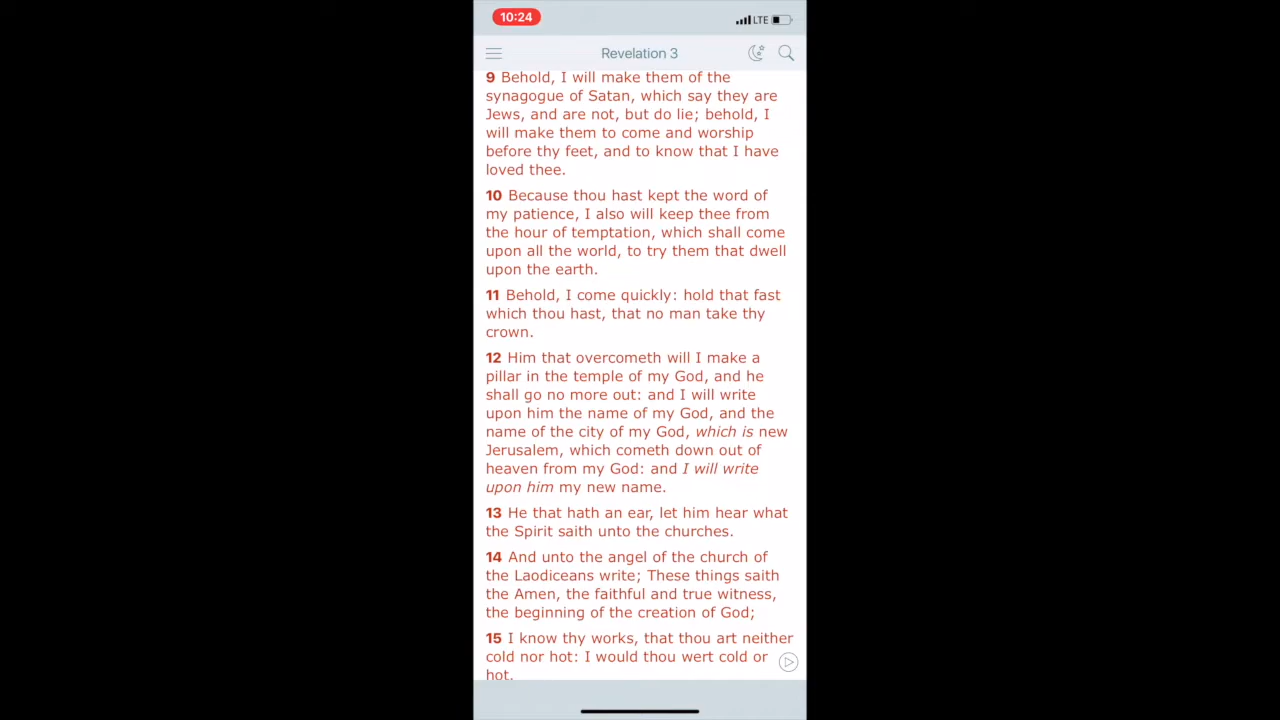 10:24
LTE
Revelation 3
9 Behold, I will make them of the
synagogue of Satan, which say they are
Jews, and are not, but do lie; behold, I
will make them to come and worship
before thy feet, and to know that I have
loved thee.
10 Because thou hast kept the word of
my patience, I also will keep thee from
the hour of temptation, which shall come
upon all the world, to try them that dwell
upon the earth.
11 Behold, I come quickly: hold that fast
which thou hast, that no man take thy
crown.
12 Him that overcometh will I make a
pillar in the temple of my God, and he
shall go no more out: and I will write
upon him the name of my God, and the
name of the city of my God, which is new
Jerusalem, which cometh down out of
heaven from my God: and I will write
upon him my new name.
13 He that hath an ear, let him hear what
the Spirit saith unto the churches.
14 And unto the angel of the church of
the Laodiceans write; These things saith
the Amen, the faithful and true witness,
the beginning of the creation of God;
15 I know thy works, that thou art neither
cold nor hot: I would thou wert cold or
hot.